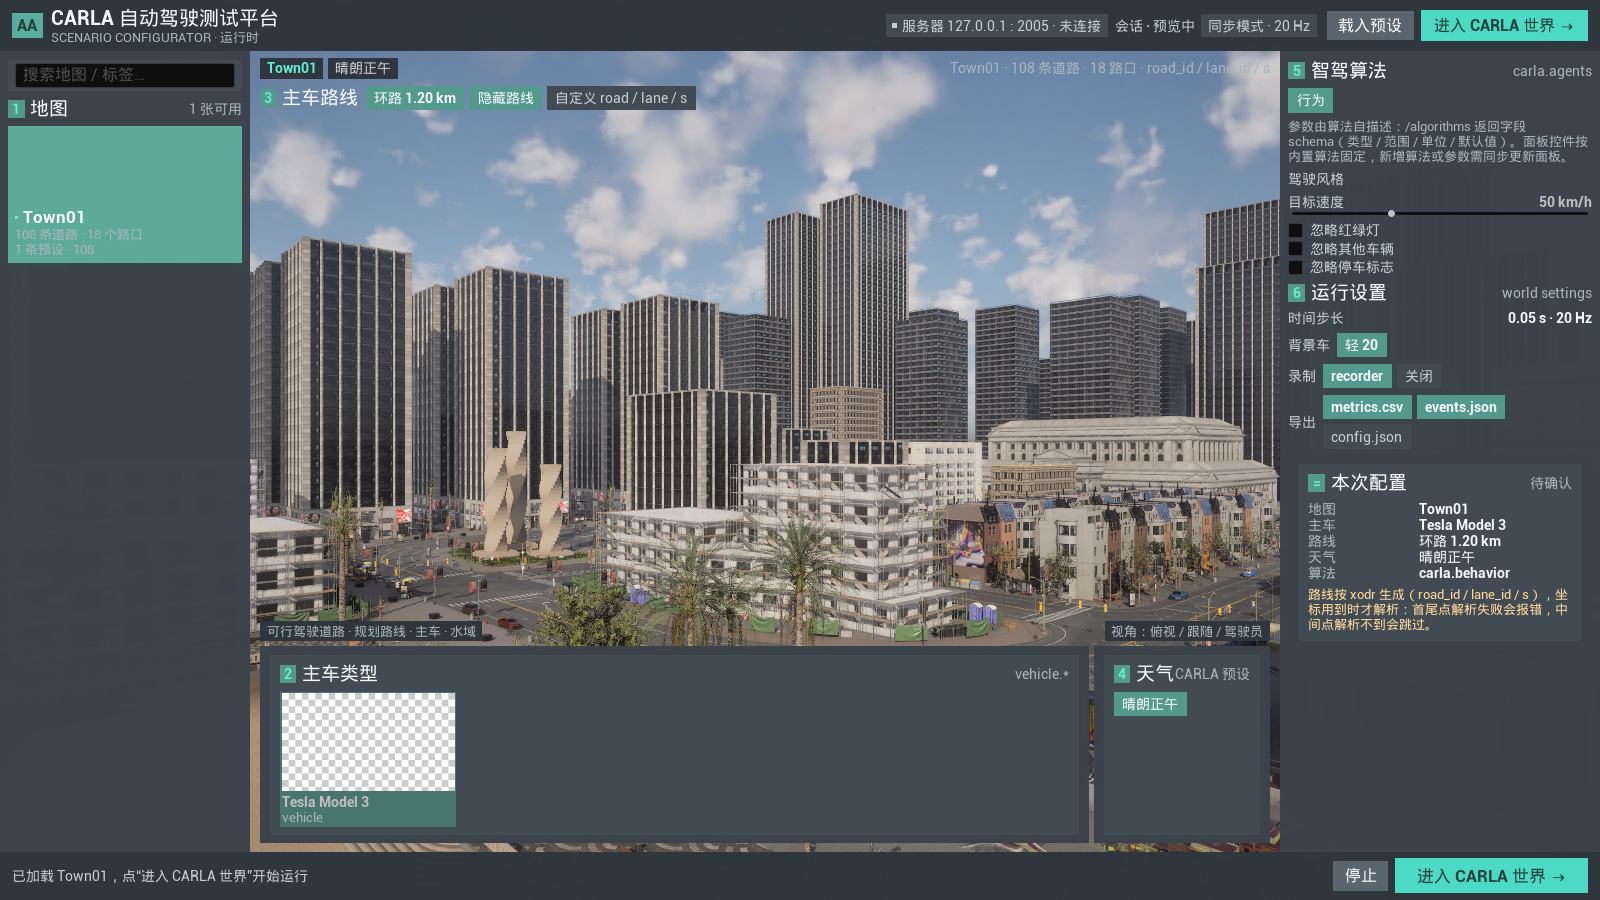 AA
CARLA 自动驾驶测试平台
SCENARIO CONFIGURATOR · 运行时
服务器 127.0.0.1 : 2005 · 未连接
会话 · 预览中
同步模式 · 20 Hz
载入预设
进入 CARLA 世界 →
搜索地图 / 标签...
1 地图
1 张可用
Town01
108 条道路 · 18 个路口
1 条预设 · 108
Town01
晴朗正午
Town01 · 108 条道路 · 18 路口 · road_id / lane_id / s
3 主车路线
环路 1.20 km
隐藏路线
自定义 road / lane / s
可行驾驶道路 · 规划路线 · 主车 · 水域
视角：俯视 / 跟随 / 驾驶员
2 主车类型
vehicle.*
Tesla Model 3
vehicle
4 天气
CARLA 预设
晴朗正午
5 智驾算法
carla.agents
行为
参数由算法自描述：/algorithms 返回字段
schema（类型 / 范围 / 单位 / 默认值）。面板控件按
内置算法固定，新增算法或参数需同步更新面板。
驾驶风格
目标速度
50 km/h
忽略红绿灯
忽略其他车辆
忽略停车标志
6 运行设置
world settings
时间步长
0.05 s · 20 Hz
背景车
轻 20
录制
recorder
关闭
导出
metrics.csv
events.json
config.json
= 本次配置
待确认
地图 Town01
主车 Tesla Model 3
路线 环路 1.20 km
天气 晴朗正午
算法 carla.behavior
路线按 xodr 生成（road_id / lane_id / s），坐
标用到时才解析：首尾点解析失败会报错，中
间点解析不到会跳过。
已加载 Town01，点“进入 CARLA 世界”开始运行
停止
进入 CARLA 世界 →